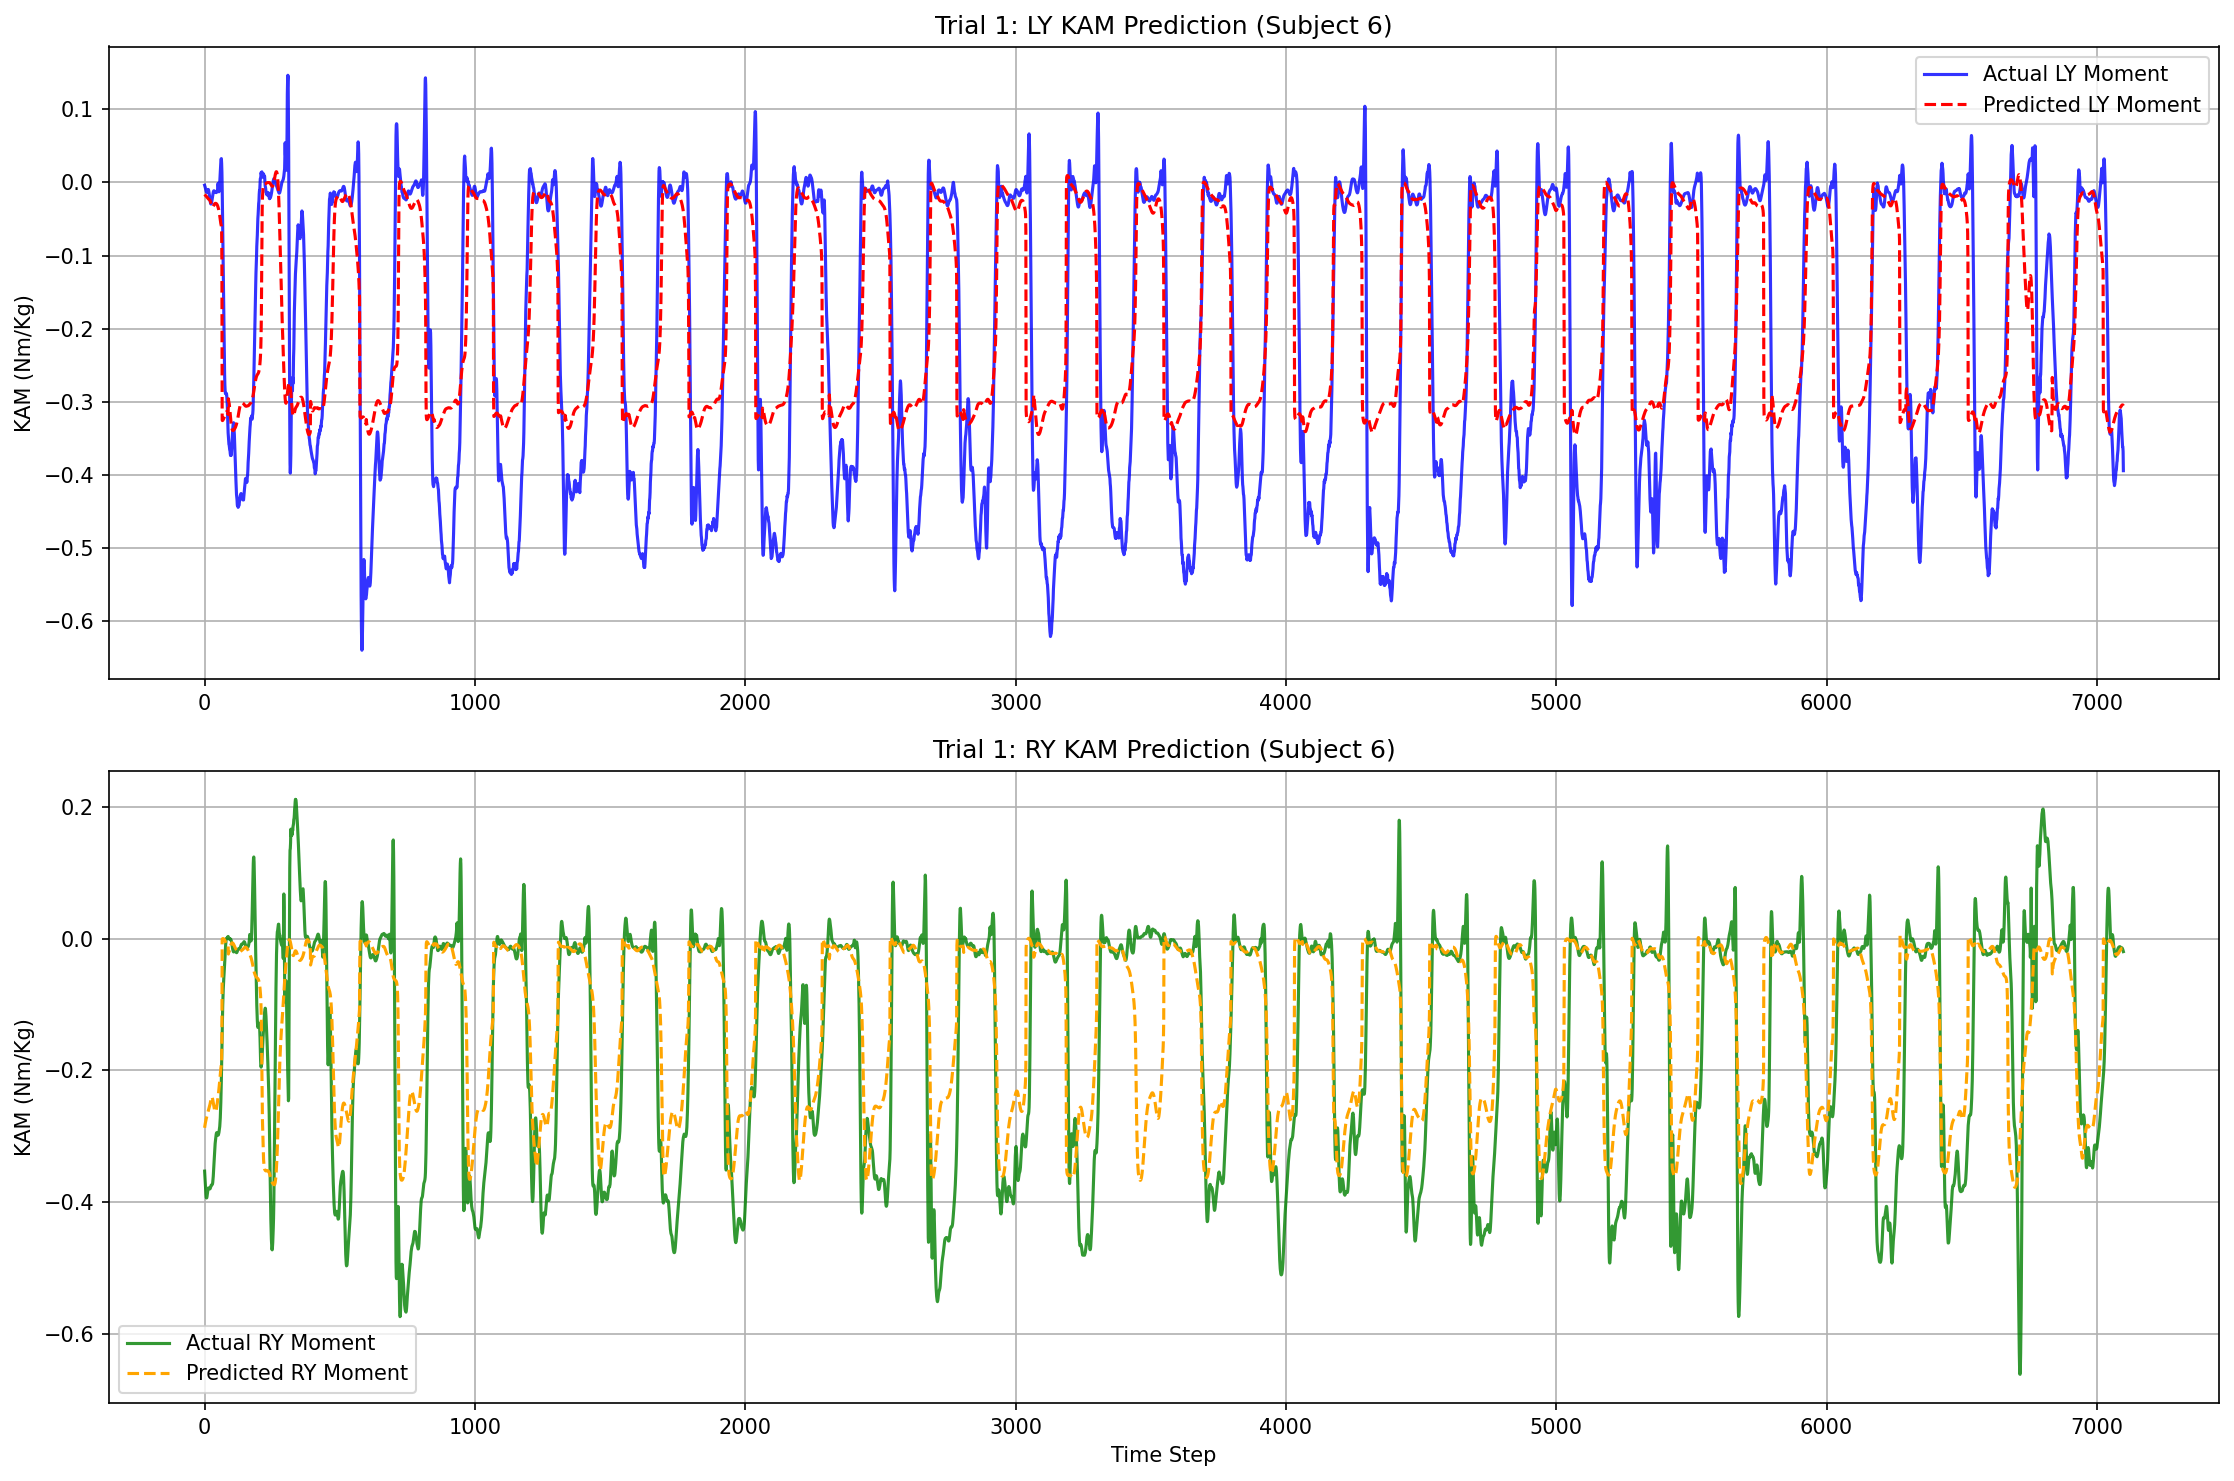 Trial 1: LY KAM Prediction (Subject 6)
Actual LY Moment
Predicted LY Moment
KAM (Nm/Kg)
0.1
0.0
−0.1
−0.2
−0.3
−0.4
−0.5
−0.6
0 1000 2000 3000 4000 5000 6000 7000
Trial 1: RY KAM Prediction (Subject 6)
KAM (Nm/Kg)
0.2
0.0
−0.2
−0.4
−0.6
Actual RY Moment
Predicted RY Moment
0 1000 2000 3000 4000 5000 6000 7000
Time Step